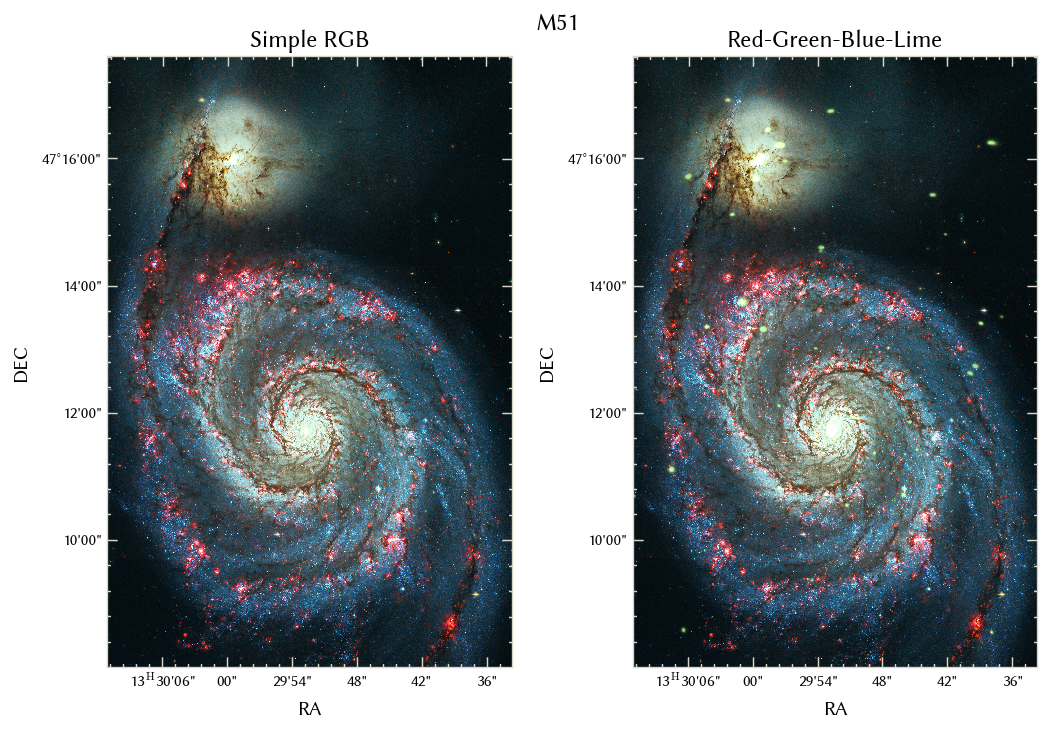 M51
Simple RGB
Red-Green-Blue-Lime
47°16'00"
14'00"
12'00"
10'00"
DEC
13H30'06"
00"
29'54"
48"
42"
36"
RA
47°16'00"
14'00"
12'00"
10'00"
DEC
13H30'06"
00"
29'54"
48"
42"
36"
RA